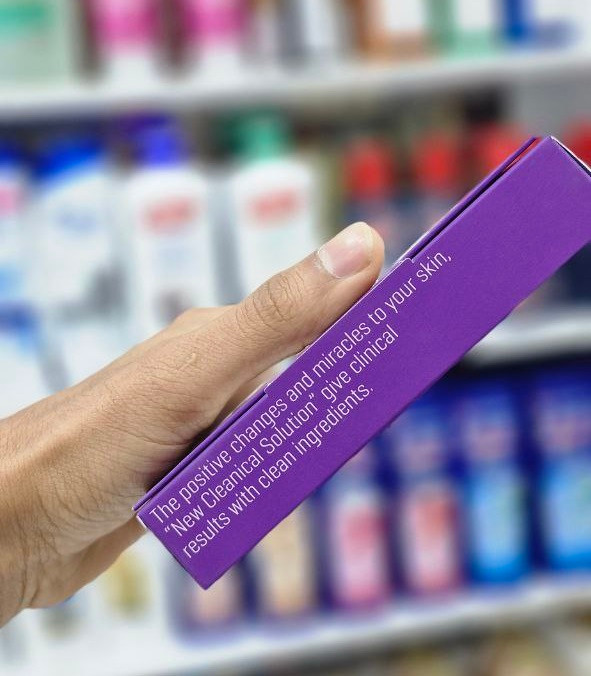 The positive changes and miracles to your skin,
"New Cleanical Solution" give clinical
results with clean ingredients.